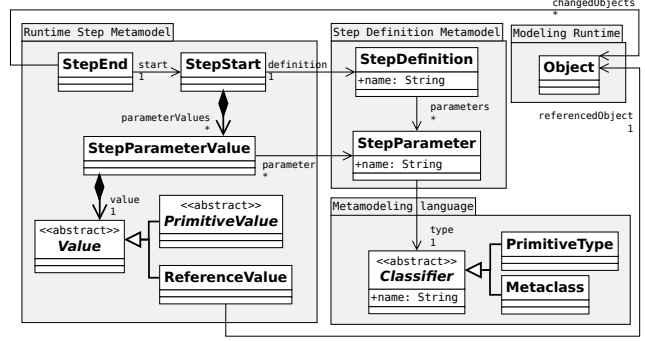 changedObjects
*
Runtime Step Metamodel
Step Definition Metamodel
Modeling Runtime
StepEnd
start
1
StepStart
definition
1
StepDefinition
+name: String
Object
parameterValues
*
parameters
*
referencedObject
1
StepParameterValue
parameter
*
StepParameter
+name: String
value
1
<<abstract>>
Value
<<abstract>>
PrimitiveValue
ReferenceValue
Metamodeling language
type
1
<<abstract>>
Classifier
+name: String
PrimitiveType
Metaclass